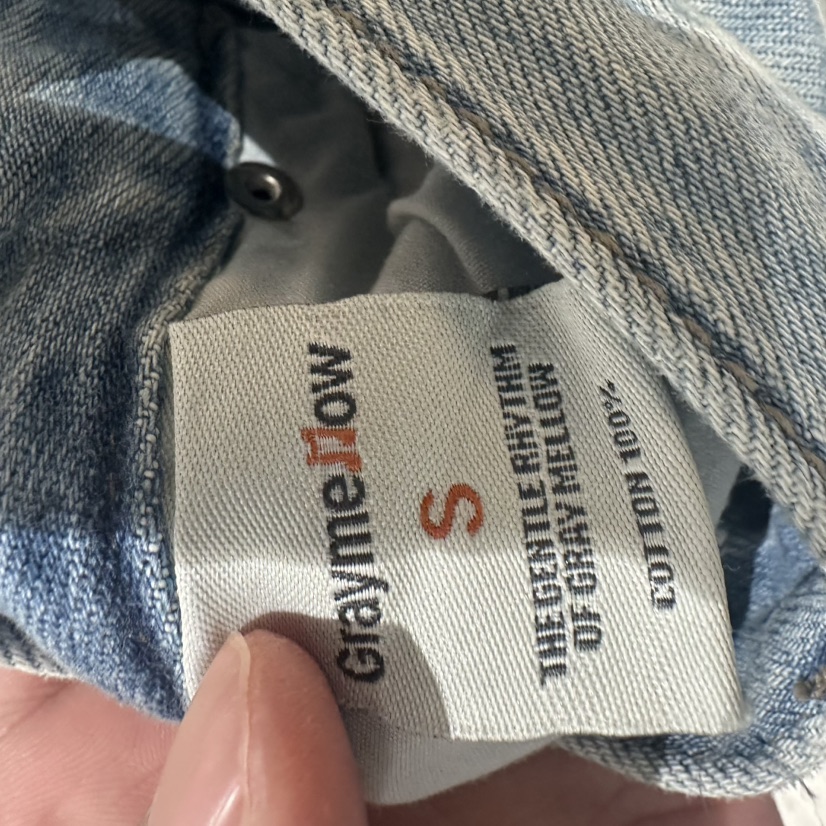 Graymellow
S
THE GENTLE RHYTHM
OF GRAY MELLOW
COTTON 100%